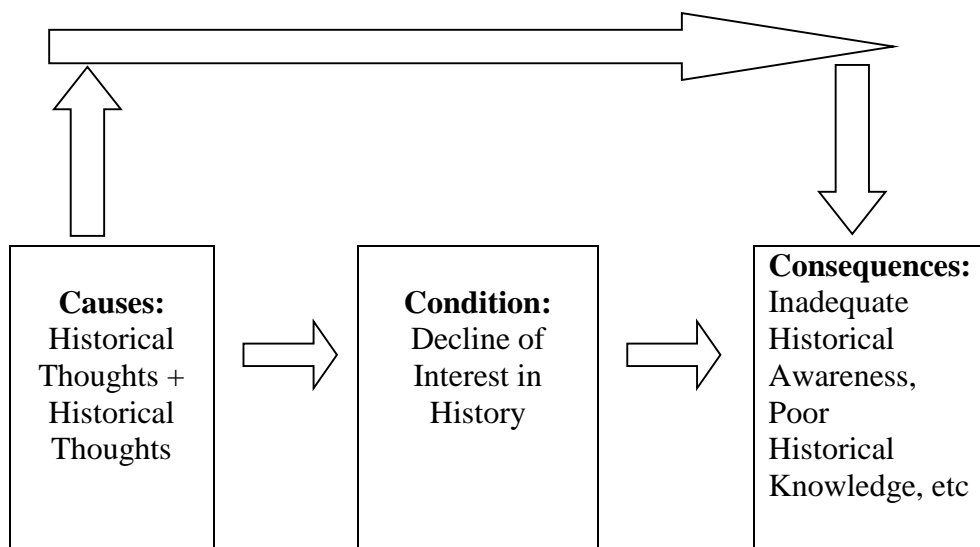 Causes:
Historical
Thoughts +
Historical
Thoughts
Condition:
Decline of
Interest in
History
Consequences:
Inadequate
Historical
Awareness,
Poor
Historical
Knowledge, etc